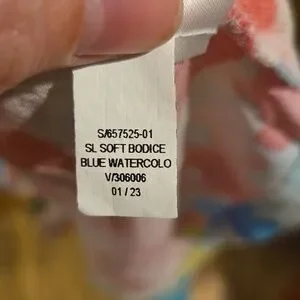 S/657525-01
SL SOFT BODICE
BLUE WATERCOLO
V/306006
01 / 23